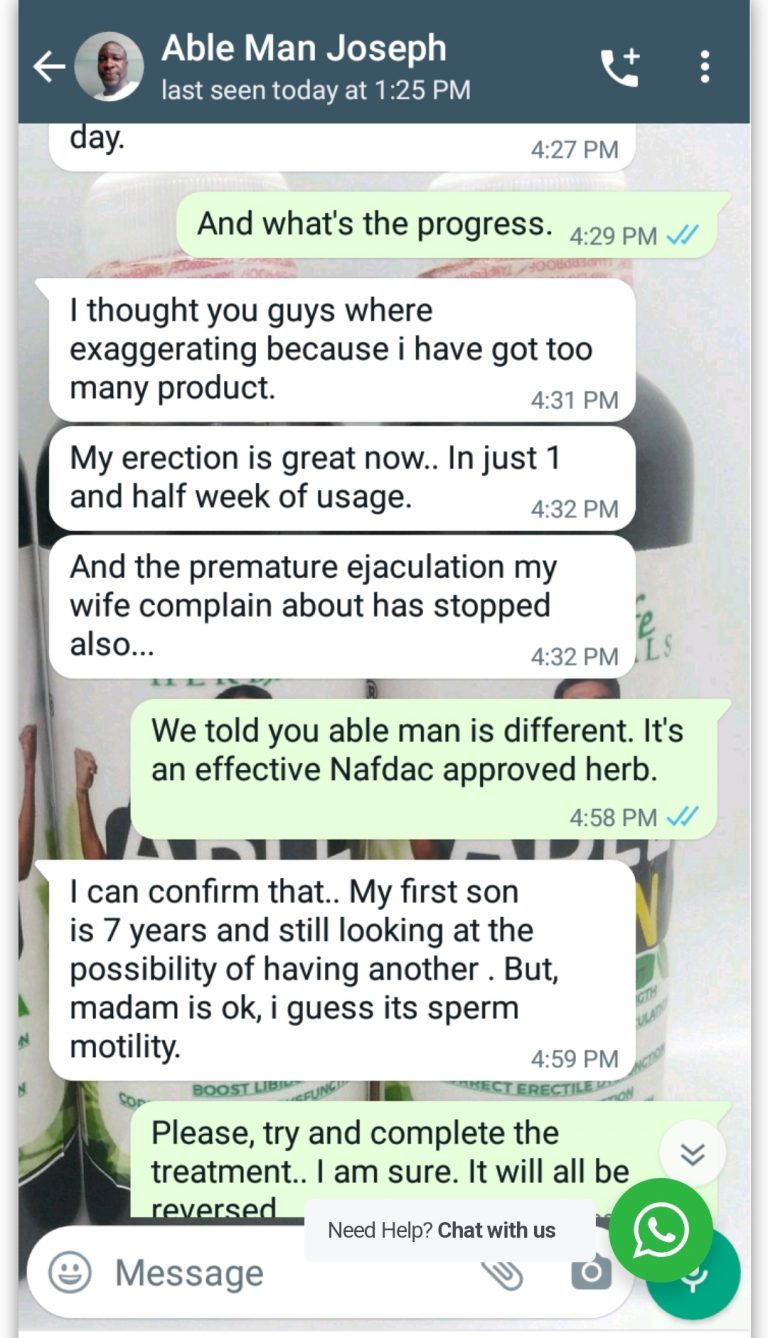 Able Man Joseph
last seen today at 1:25 PM
day.
4:27 PM
And what's the progress.
4:29 PM
I thought you guys where
exaggerating because i have got too
many product.
4:31 PM
My erection is great now.. In just 1
and half week of usage.
4:32 PM
And the premature ejaculation my
wife complain about has stopped
also...
4:32 PM
We told you able man is different. It's
an effective Nafdac approved herb.
4:58 PM
I can confirm that.. My first son
is 7 years and still looking at the
possibility of having another . But,
madam is ok, i guess its sperm
motility.
4:59 PM
BOOST LIBI
Please, try and complete the
treatment.. I am sure. It will all be
reversed
Need Help? Chat with us
Message